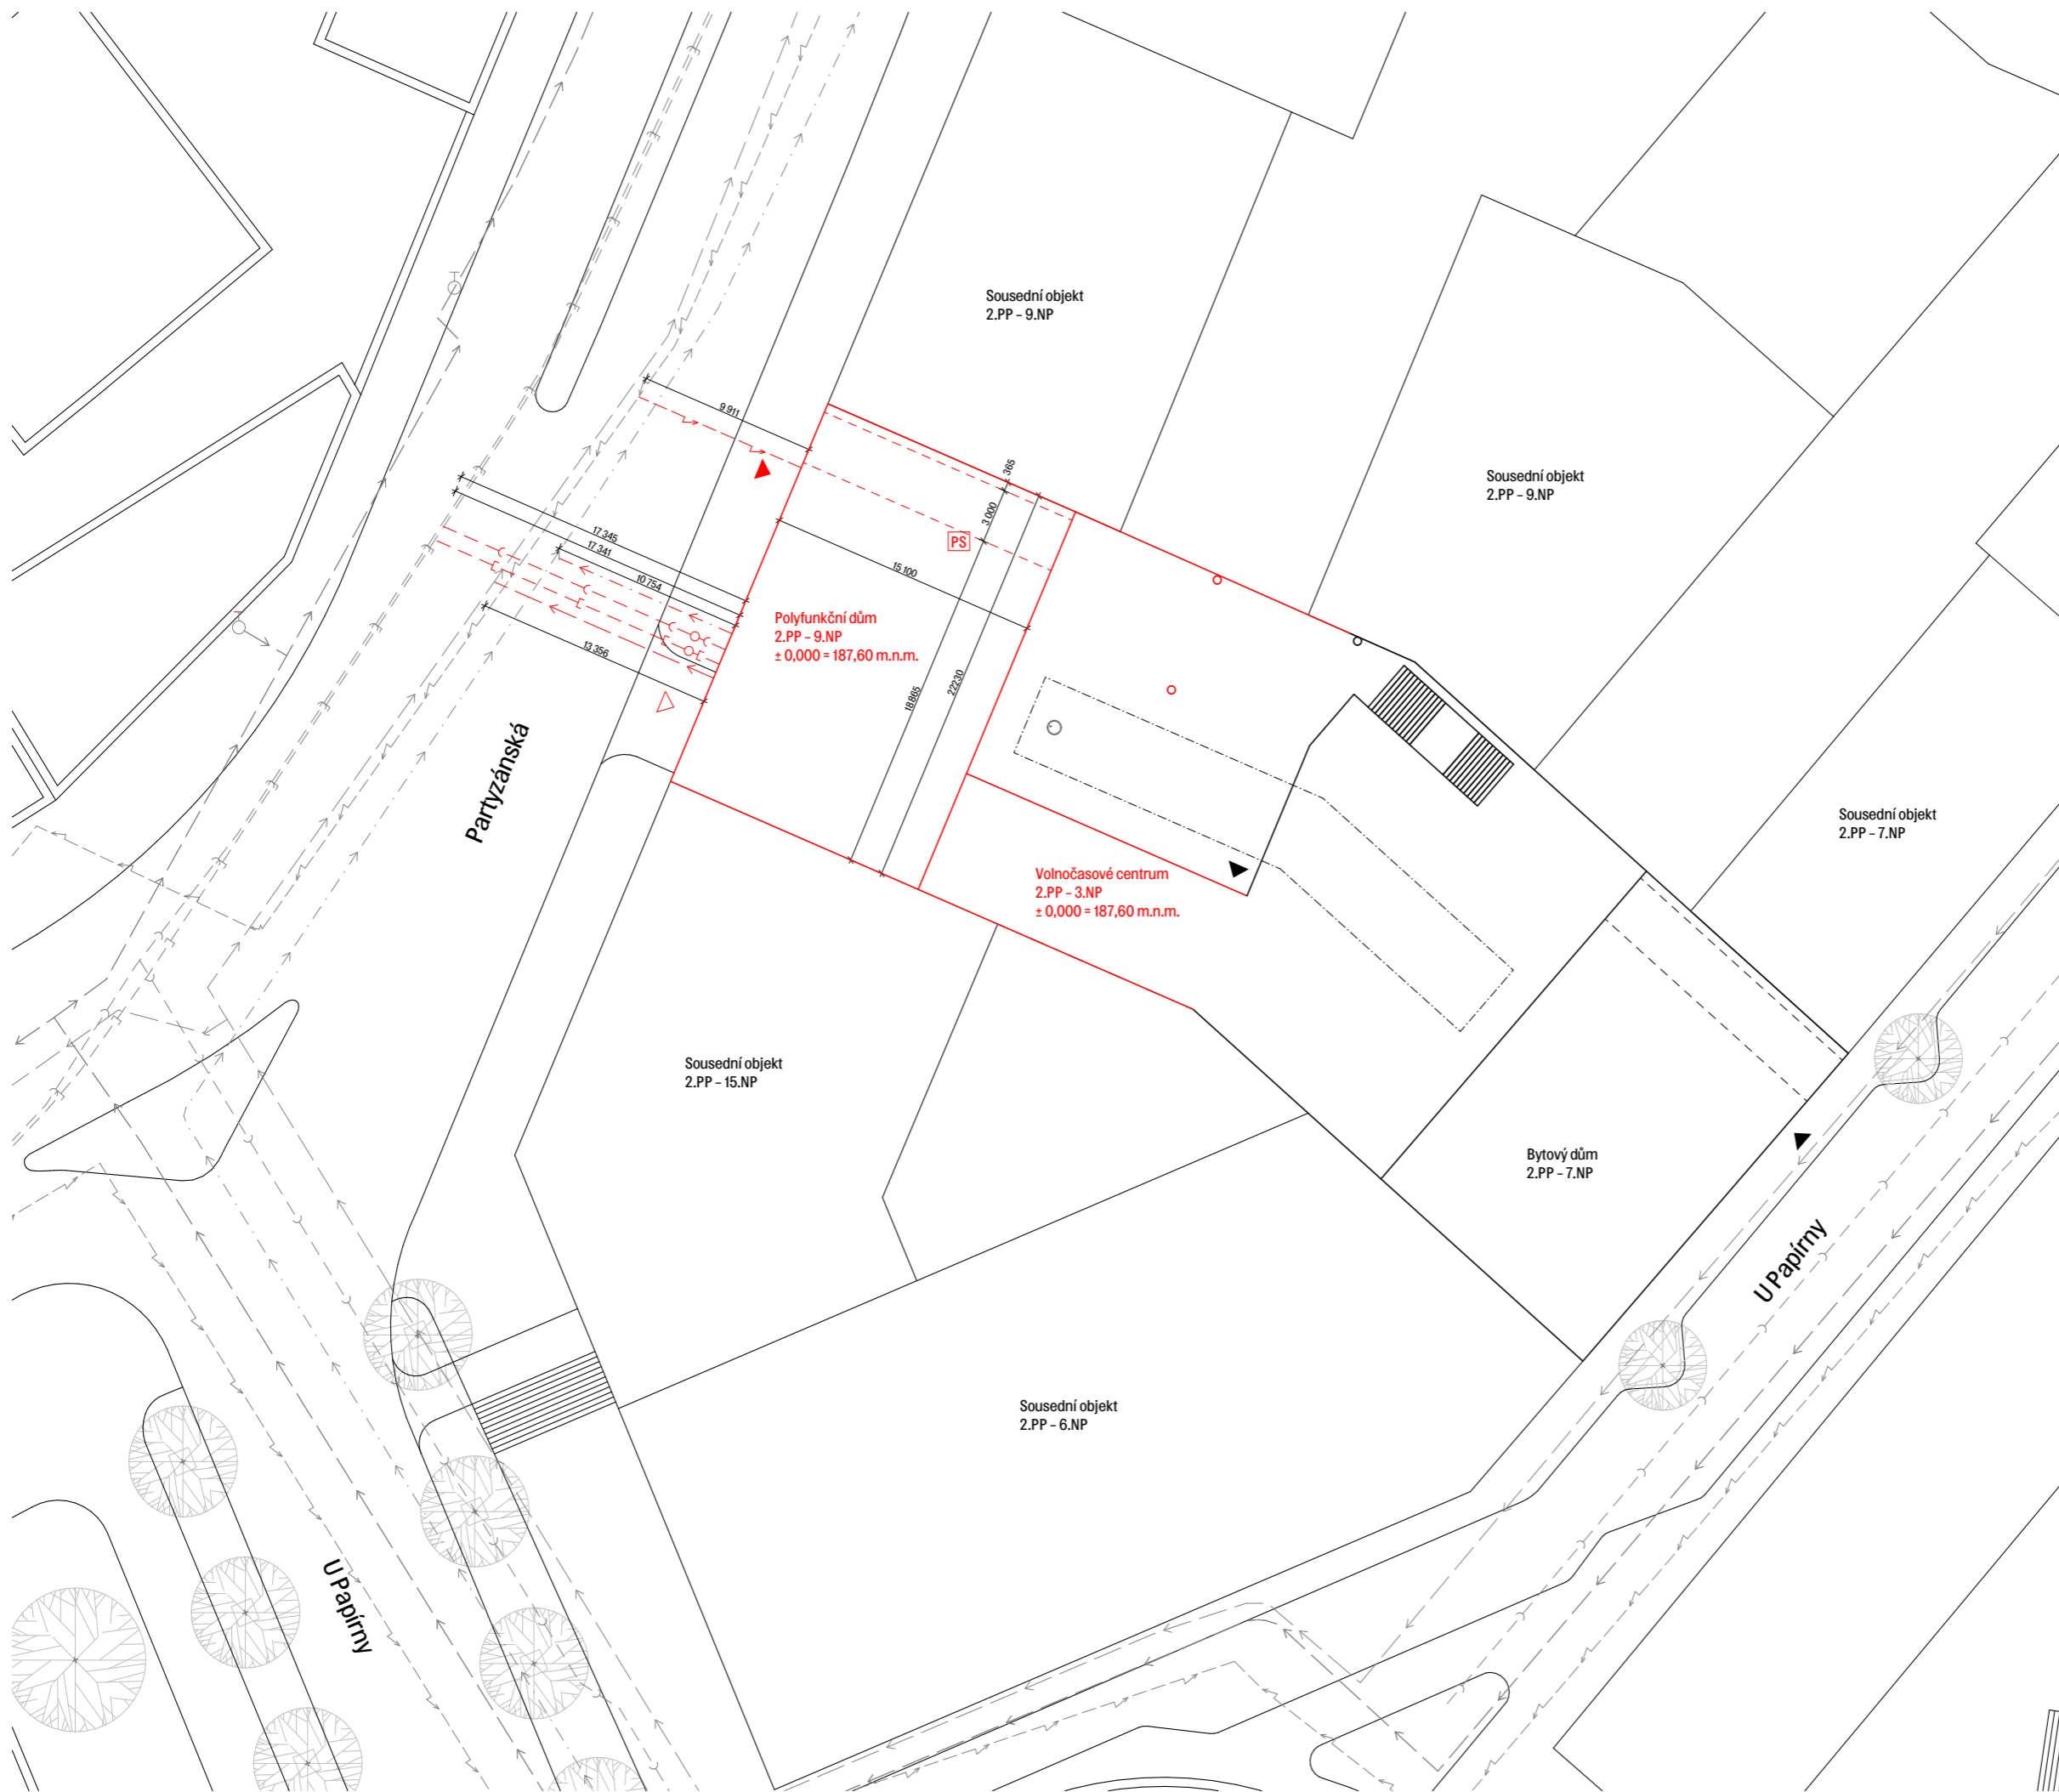 Sousední objekt
2.PP – 9.NP
9 911
365
3 000
Sousední objekt
2.PP – 9.NP
17 345
17 341
10 754
PS
15 100
Polyfunkční dům
2.PP – 9.NP
± 0,000 = 187,60 m.n.m.
13 356
18865
22230
Partyzánská
Sousední objekt
2.PP – 7.NP
Volnočasové centrum
2.PP – 3.NP
± 0,000 = 187,60 m.n.m.
Sousední objekt
2.PP – 15.NP
Bytový dům
2.PP – 7.NP
U Papírny
Sousední objekt
2.PP – 6.NP
U Papírny